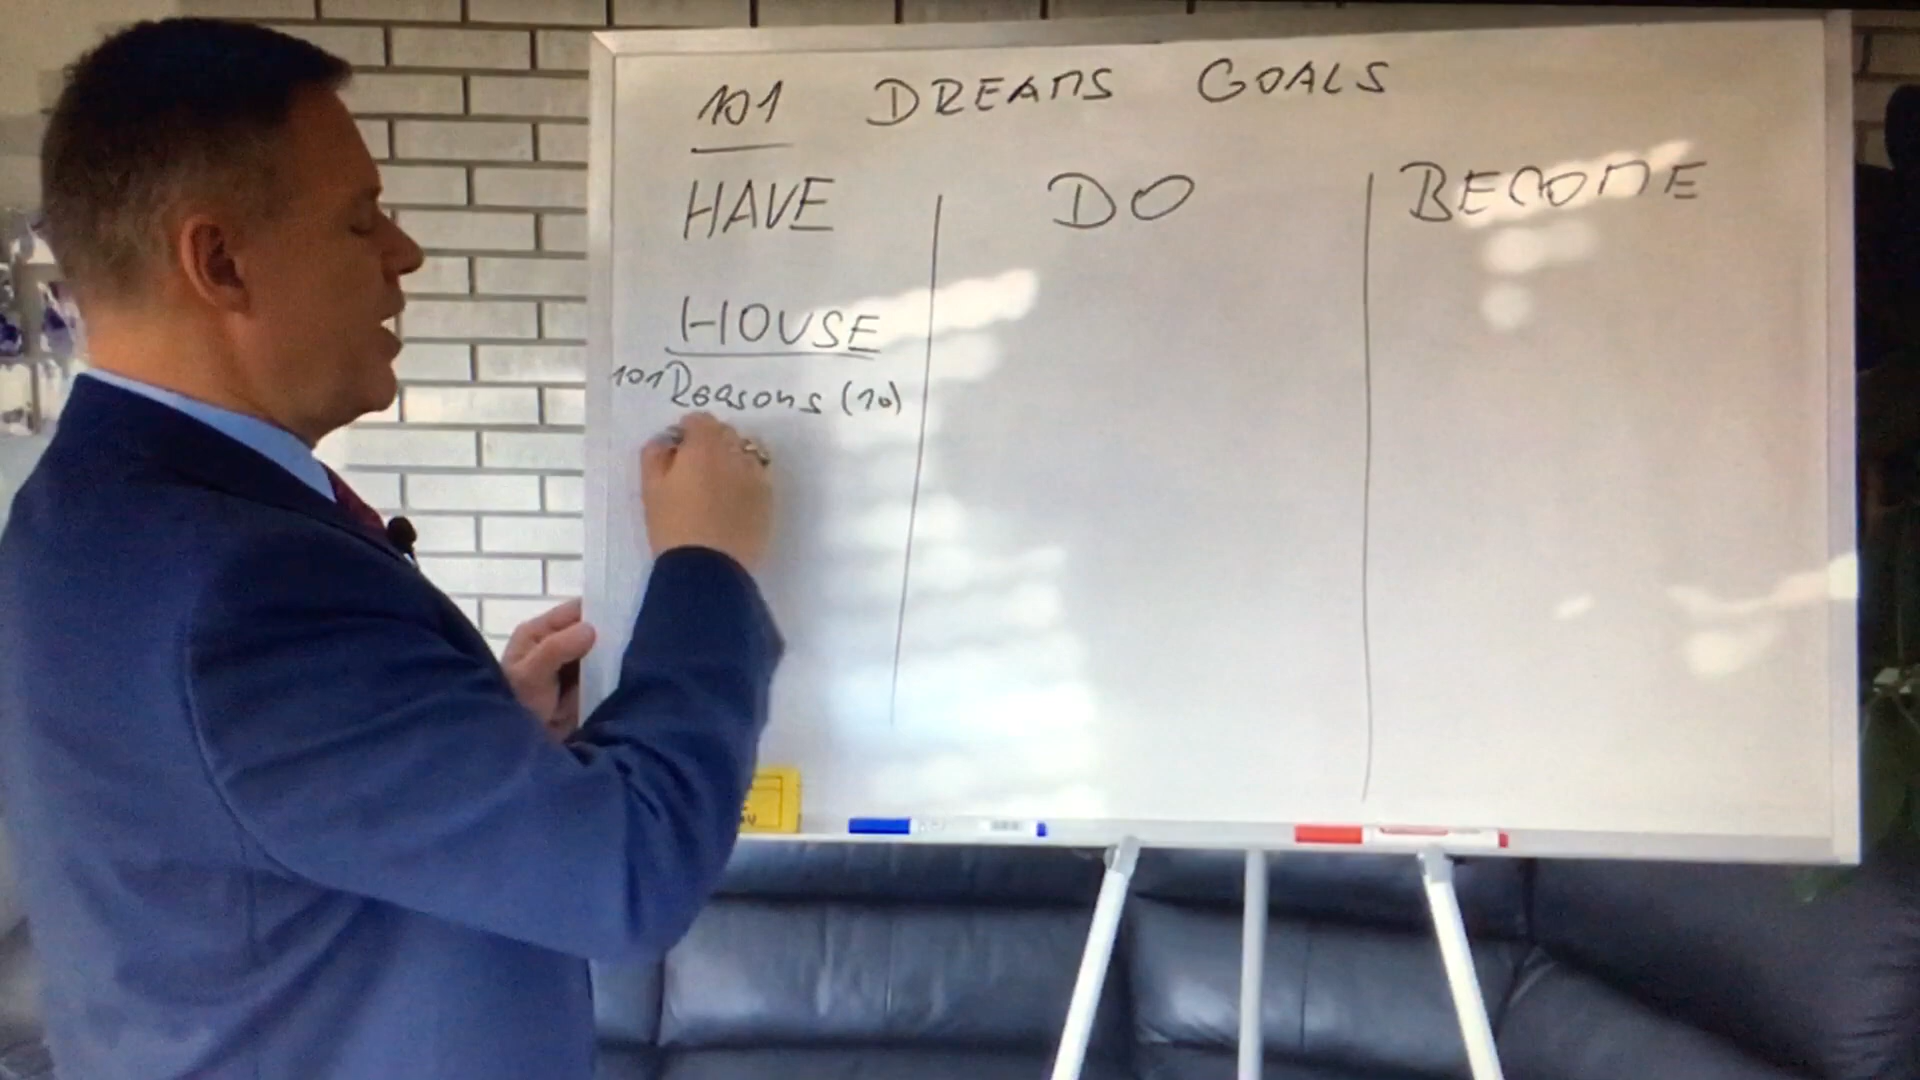 101 DREAMS GOALS
HAVE DO BECOME
HOUSE
101 Reasons (10)